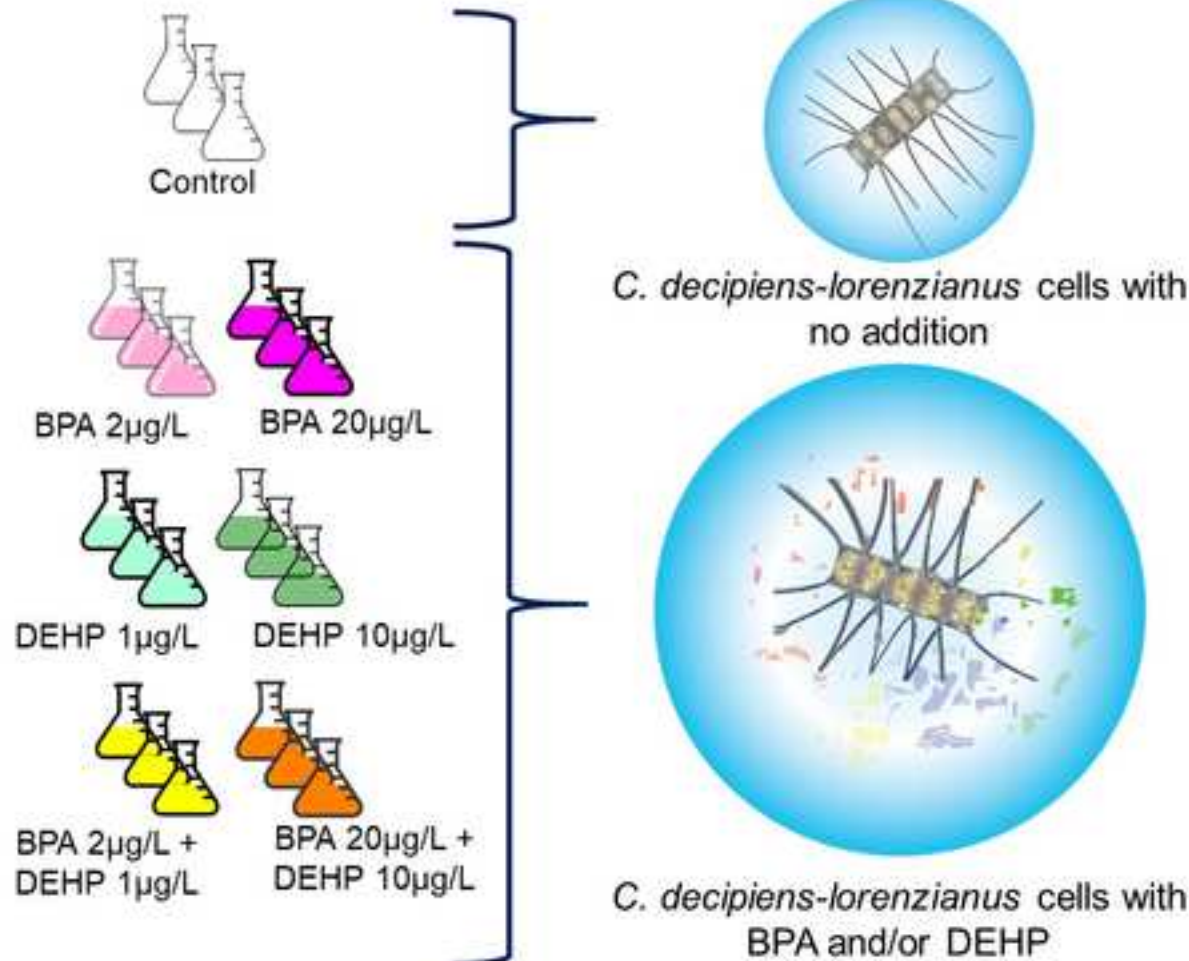 Control
C. decipiens-lorenzianus cells with
no addition
BPA 2µg/L
BPA 20µg/L
DEHP 1µg/L
DEHP 10µg/L
BPA 2µg/L +
DEHP 1µg/L
BPA 20µg/L +
DEHP 10µg/L
C. decipiens-lorenzianus cells with
BPA and/or DEHP